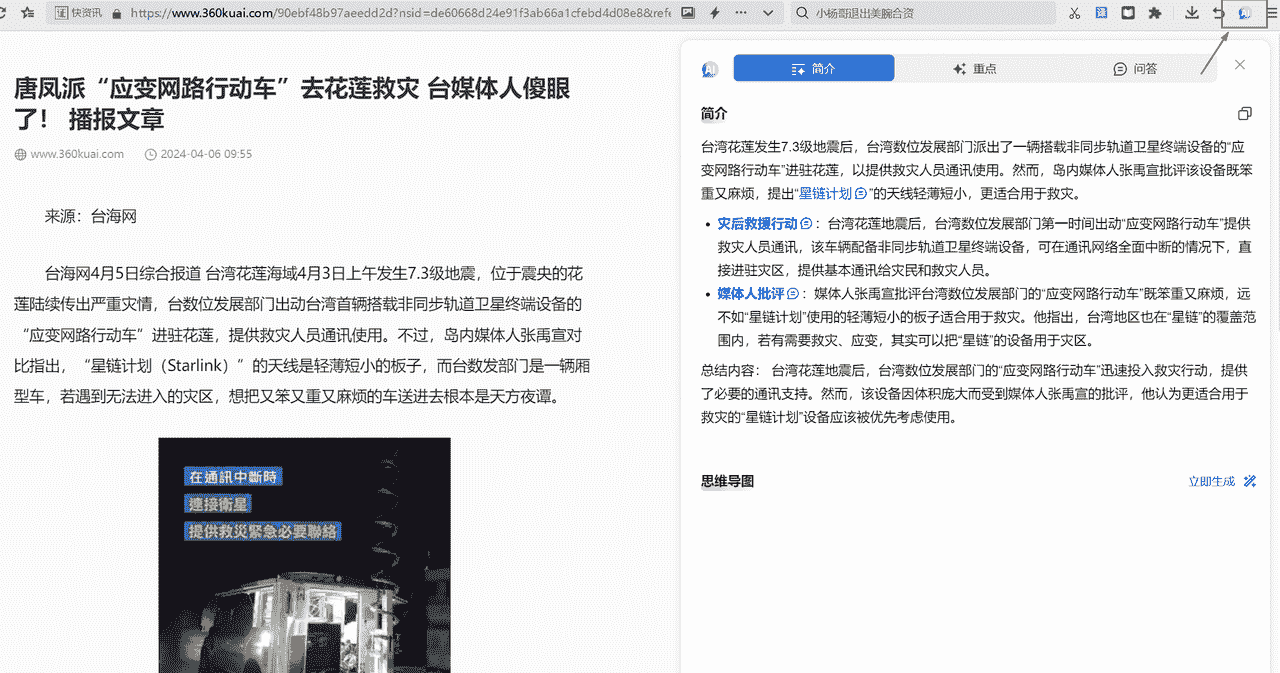 快资讯
https://www.360kuai.com/90ebf48b97aeedd2d?nsid=de60668d24e91f3ab66a1cfebd4d08e8&refe
小杨哥退出美腕合资
唐凤派“应变网路行动车”去花莲救灾 台媒体人傻眼
了！ 播报文章
www.360kuai.com 2024-04-06 09:55
来源：台海网
台海网4月5日综合报道 台湾花莲海域4月3日上午发生7.3级地震，位于震央的花
莲陆续传出严重灾情，台数位发展部门出动台湾首辆搭载非同步轨道卫星终端设备的
“应变网路行动车”进驻花莲，提供救灾人员通讯使用。不过，岛内媒体人张禹宣对
比指出，“星链计划（Starlink）”的天线是轻薄短小的板子，而台数发部门是一辆厢
型车，若遇到无法进入的灾区，想把又笨又重又麻烦的车送进去根本是天方夜谭。
在通訊中斷時
連接衛星
提供救災緊急必要聯絡
简介
重点
问答
简介
台湾花莲发生7.3级地震后，台湾数位发展部门派出了一辆搭载非同步轨道卫星终端设备的“应
变网路行动车”进驻花莲，以提供救灾人员通讯使用。然而，岛内媒体人张禹宣批评该设备既笨
重又麻烦，提出“星链计划”的天线轻薄短小，更适合用于救灾。
• 灾后救援行动：台湾花莲地震后，台湾数位发展部门第一时间出动“应变网路行动车”提供
救灾人员通讯，该车辆配备非同步轨道卫星终端设备，可在通讯网络全面中断的情况下，直
接进驻灾区，提供基本通讯给灾民和救灾人员。
• 媒体人批评：媒体人张禹宣批评台湾数位发展部门的“应变网路行动车”既笨重又麻烦，远
不如“星链计划”使用的轻薄短小的板子适合用于救灾。他指出，台湾地区也在“星链”的覆盖范
围内，若有需要救灾、应变，其实可以把“星链”的设备用于灾区。
总结内容： 台湾花莲地震后，台湾数位发展部门的“应变网路行动车”迅速投入救灾行动，提供
了必要的通讯支持。然而，该设备因体积庞大而受到媒体人张禹宣的批评，他认为更适合用于
救灾的“星链计划”设备应该被优先考虑使用。
思维导图
立即生成